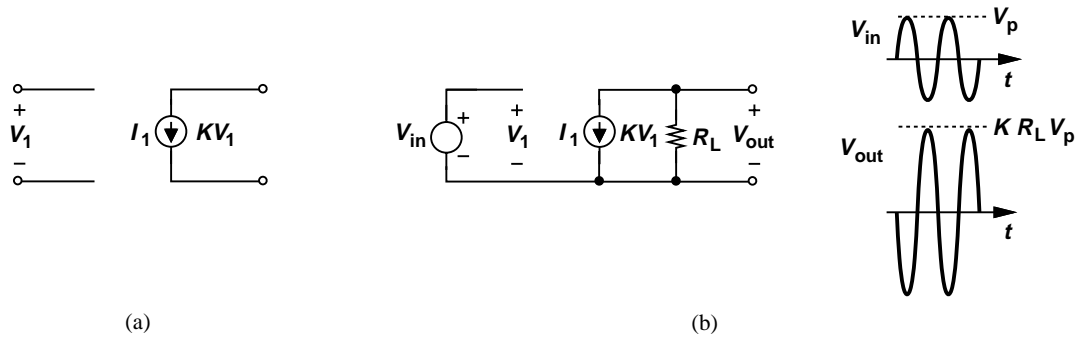 V1
+
−
I1
KV1
(a)
Vin
+
−
+
V1
−
I1
KV1
RL
+
Vout
−
(b)
Vin
Vp
t
Vout
K RL Vp
t